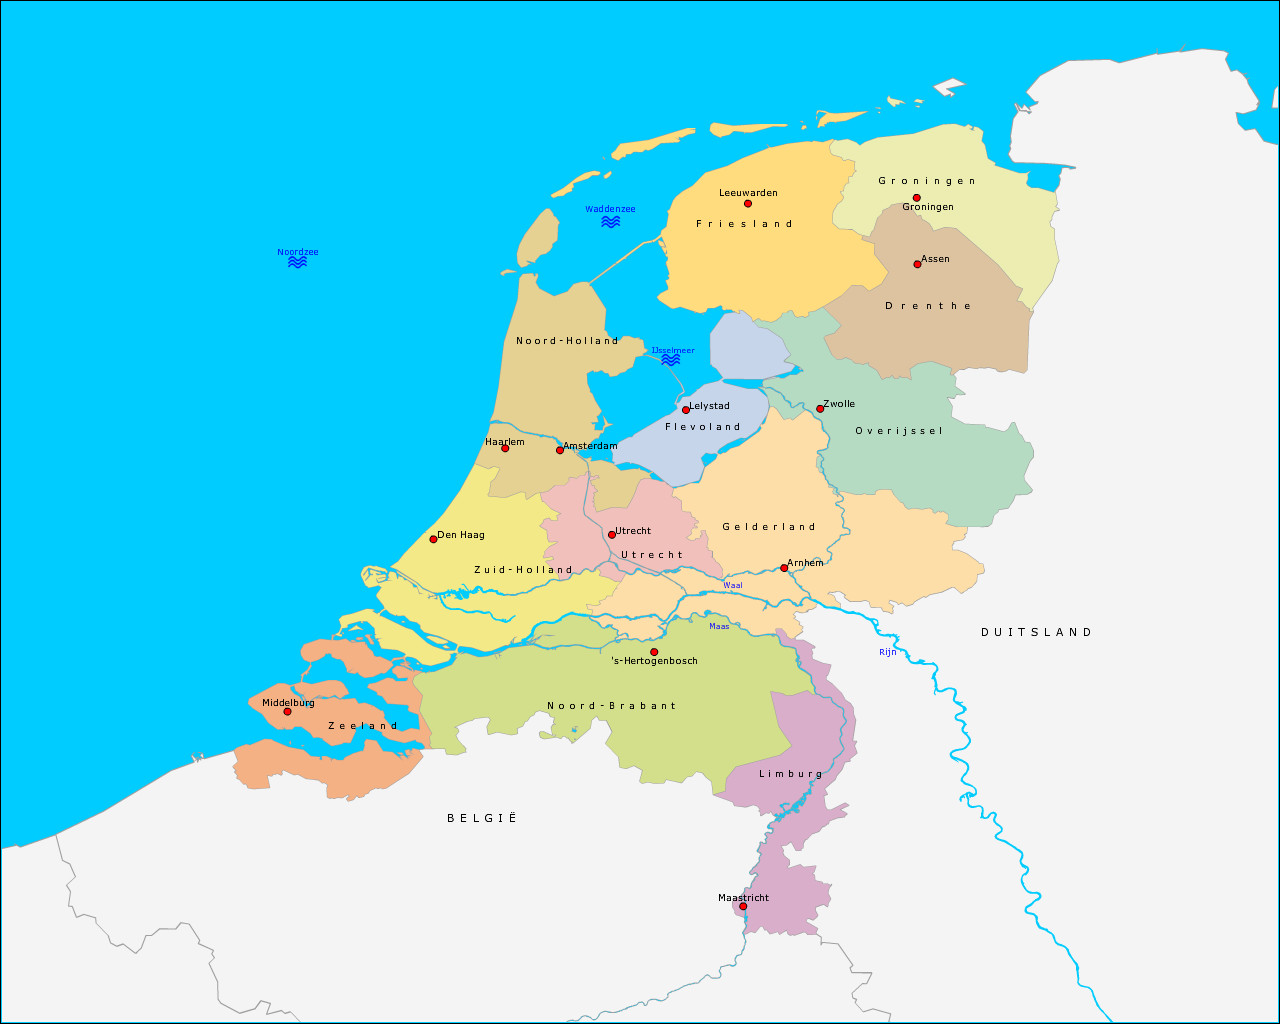 Groningen
Leeuwarden
Groningen
Waddenzee
Friesland
Noordzee
Assen
Drenthe
Noord-Holland
IJsselmeer
Lelystad
Zwolle
Flevoland
Overijssel
Haarlem
Amsterdam
Gelderland
Utrecht
Den Haag
Utrecht
Arnhem
Zuid-Holland
Waal
Maas
DUITSLAND
Rijn
's-Hertogenbosch
Middelburg
Noord-Brabant
Zeeland
Limburg
BELGIË
Maastricht